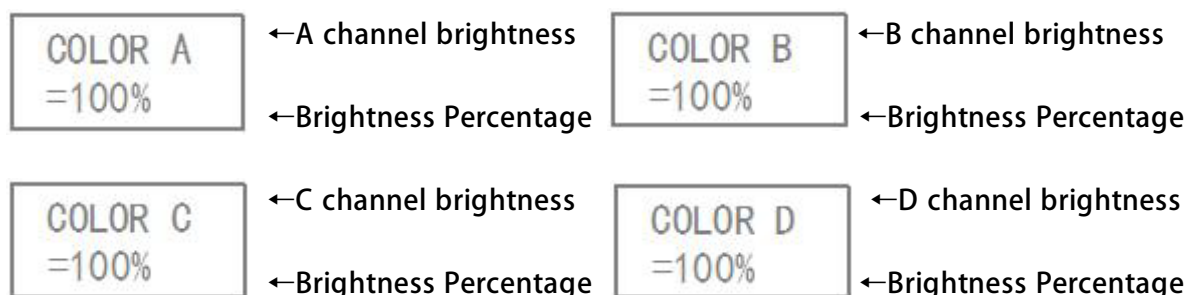 COLOR A
=100%
←A channel brightness
←Brightness Percentage
COLOR B
=100%
←B channel brightness
←Brightness Percentage
COLOR C
=100%
←C channel brightness
←Brightness Percentage
COLOR D
=100%
←D channel brightness
←Brightness Percentage